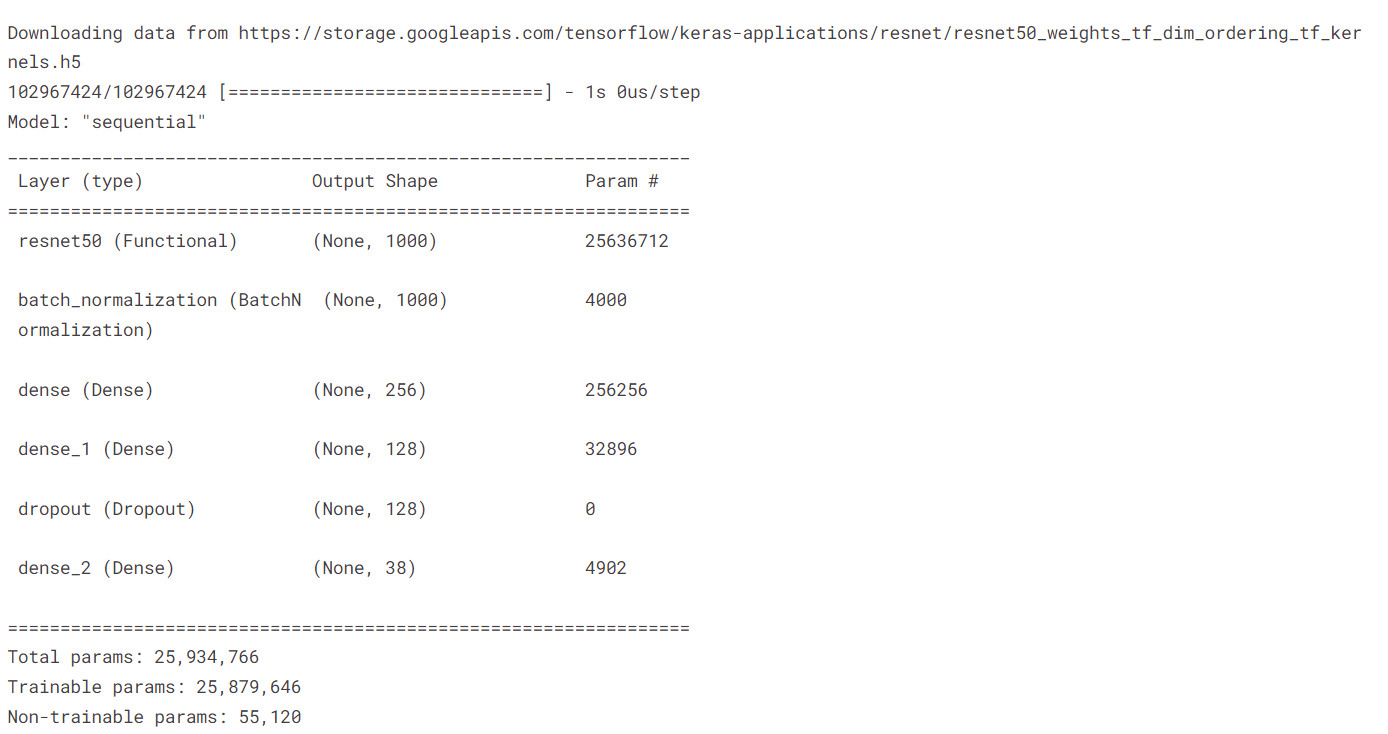 Downloading data from https://storage.googleapis.com/tensorflow/keras-applications/resnet/resnet50_weights_tf_dim_ordering_tf_ker
nels.h5
102967424/102967424 [==============================] - 1s 0us/step
Model: "sequential"
_________________________________________________________________
Layer (type) Output Shape Param #
=================================================================
resnet50 (Functional) (None, 1000) 25636712
batch_normalization (BatchN (None, 1000) 4000
ormalization)
dense (Dense) (None, 256) 256256
dense_1 (Dense) (None, 128) 32896
dropout (Dropout) (None, 128) 0
dense_2 (Dense) (None, 38) 4902
=================================================================
Total params: 25,934,766
Trainable params: 25,879,646
Non-trainable params: 55,120